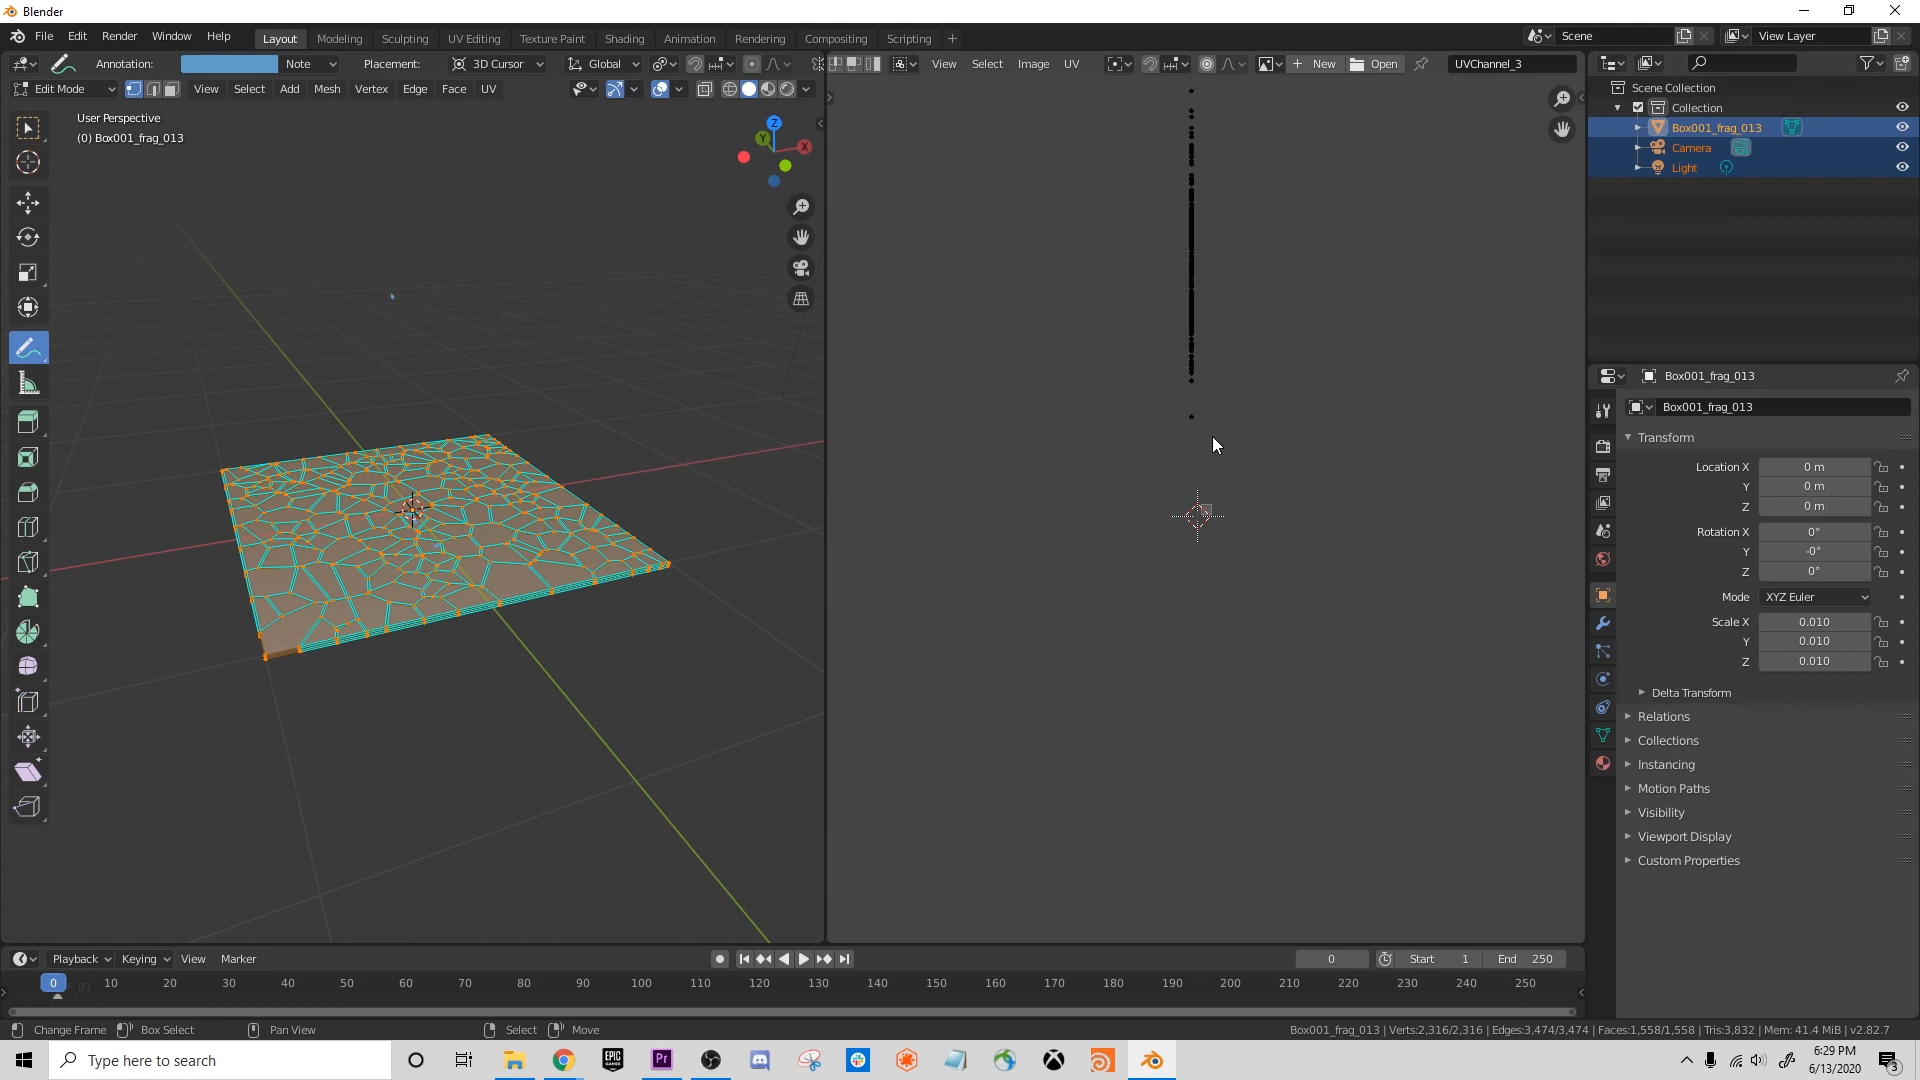 Blender
File Edit Render Window Help
Layout Modeling Sculpting UV Editing Texture Paint Shading Animation Rendering Compositing Scripting +
Scene
View Layer
Annotation: Note Placement: 3D Cursor Global
View Select Image UV
New Open
UVChannel_3
Edit Mode View Select Add Mesh Vertex Edge Face UV
User Perspective
(0) Box001_frag_013
Z
Y
X
Scene Collection
Collection
Box001_frag_013
Camera
Light
Box001_frag_013
Box001_frag_013
Transform
Location X 0 m
Y 0 m
Z 0 m
Rotation X 0°
Y -0°
Z 0°
Mode XYZ Euler
Scale X 0.010
Y 0.010
Z 0.010
Delta Transform
Relations
Collections
Instancing
Motion Paths
Visibility
Viewport Display
Custom Properties
Playback Keying View Marker
0 Start 1 End 250
0 10 20 30 40 50 60 70 80 90 100 110 120 130 140 150 160 170 180 190 200 210 220 230 240 250
Change Frame Box Select Pan View Select Move
Box001_frag_013 | Verts:2,316/2,316 | Edges:3,474/3,474 | Faces:1,558/1,558 | Tris:3,832 | Mem: 41.4 MiB | v2.82.7
Type here to search
EPIC GAMES
Pr
6:29 PM
6/13/2020
3